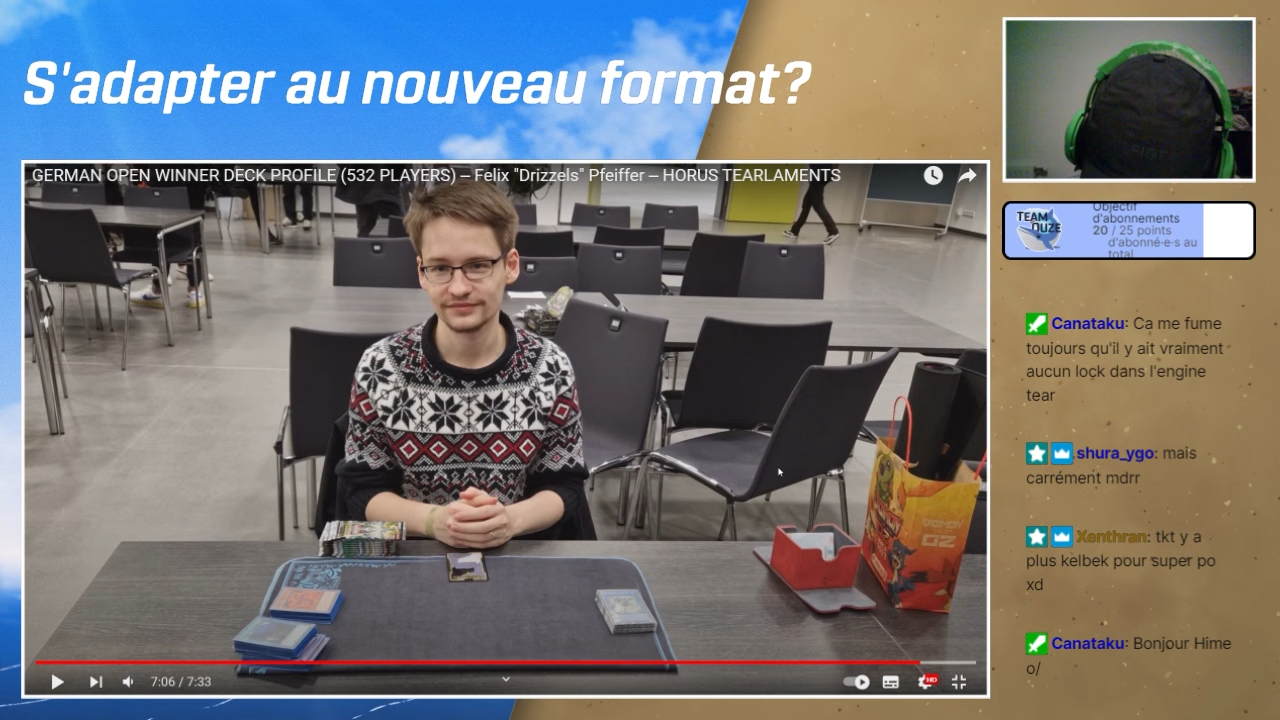 S'adapter au nouveau format?
GERMAN OPEN WINNER DECK PROFILE (532 PLAYERS) – Felix "Drizzels" Pfeiffer – HORUS TEARLAMENTS
7:06 / 7:33
HD
TEAM
OUZE
Objectif
d'abonnements
20 / 25 points
d'abonné·e·s au
total
Canataku: Ca me fume
toujours qu'il y ait vraiment
aucun lock dans l'engine
tear
shura_ygo: mais
carrément mdrr
Xenthran: tkt y a
plus kelbek pour super po
xd
Canataku: Bonjour Hime
o/